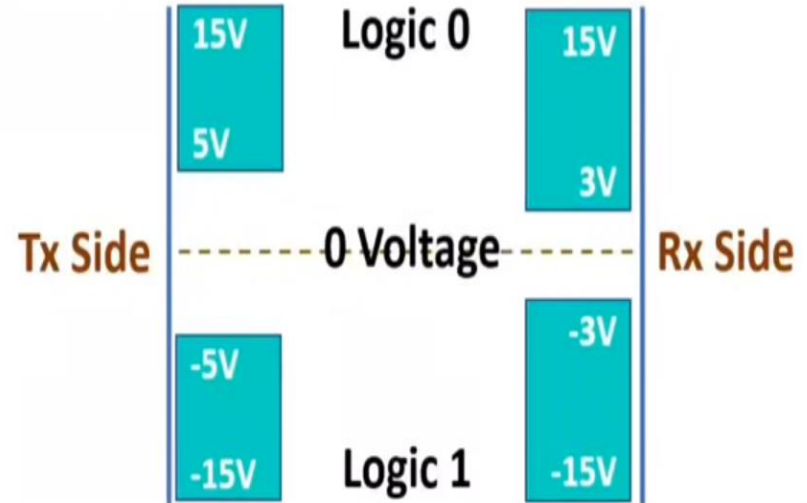 15V
Logic 0
15V
5V
3V
Tx Side
0 Voltage
Rx Side
-3V
-5V
-15V
Logic 1
-15V